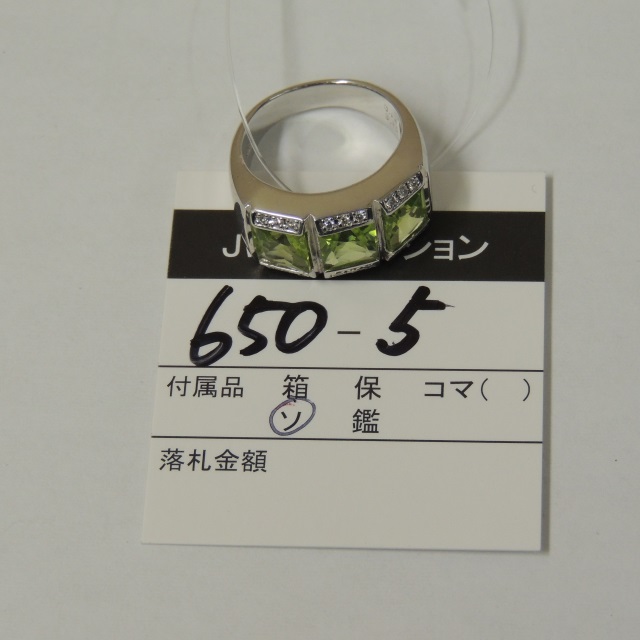 J ション
650-5
付属品 箱 保 コマ( )
ソ 鑑
落札金額